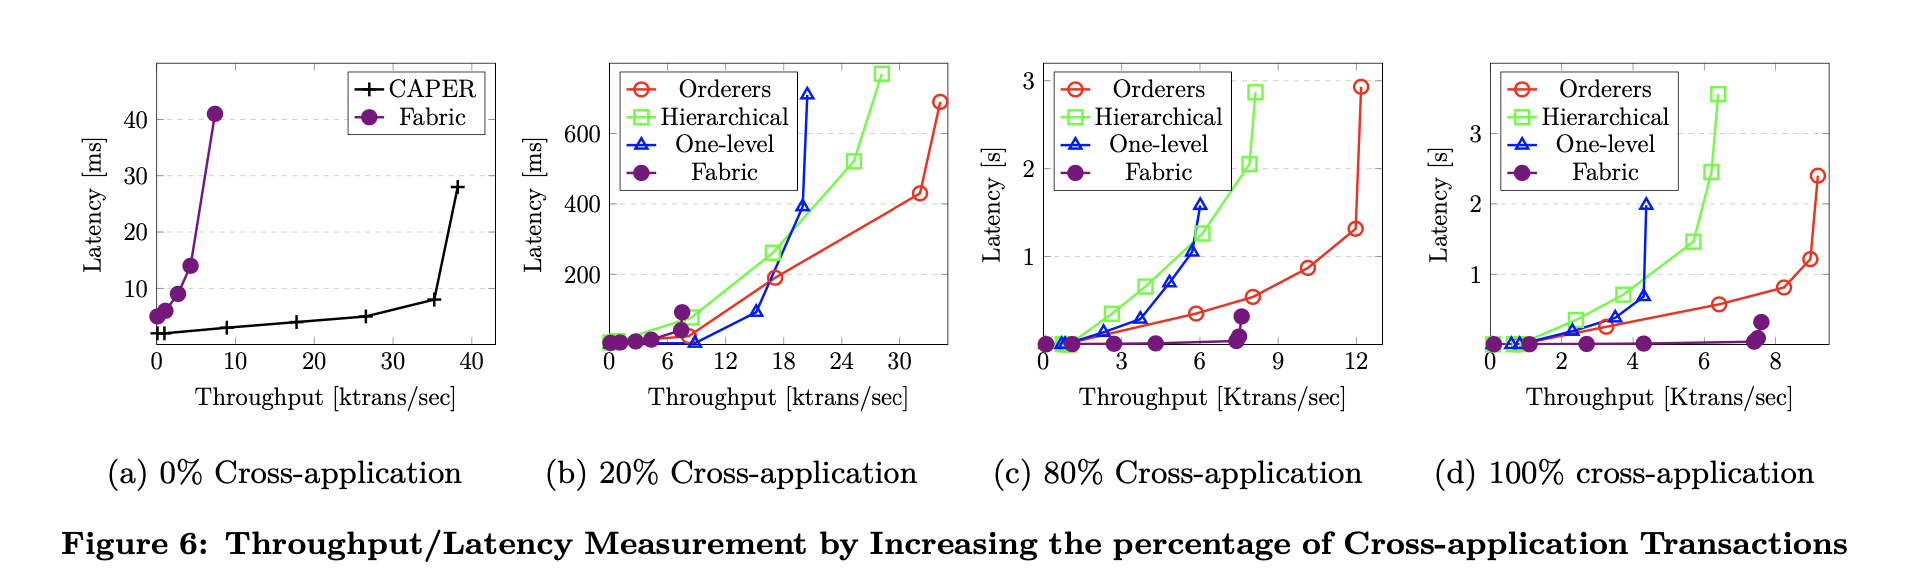 CAPER
Fabric
40
30
20
10
0
10
20
30
40
Latency [ms]
Throughput [ktrans/sec]
(a) 0% Cross-application
Orderers
Hierarchical
One-level
Fabric
600
400
200
0
6
12
18
24
30
Latency [ms]
Throughput [ktrans/sec]
(b) 20% Cross-application
Orderers
Hierarchical
One-level
Fabric
3
2
1
0
3
6
9
12
Latency [s]
Throughput [Ktrans/sec]
(c) 80% Cross-application
Orderers
Hierarchical
One-level
Fabric
3
2
1
0
2
4
6
8
Latency [s]
Throughput [Ktrans/sec]
(d) 100% cross-application
Figure 6: Throughput/Latency Measurement by Increasing the percentage of Cross-application Transactions